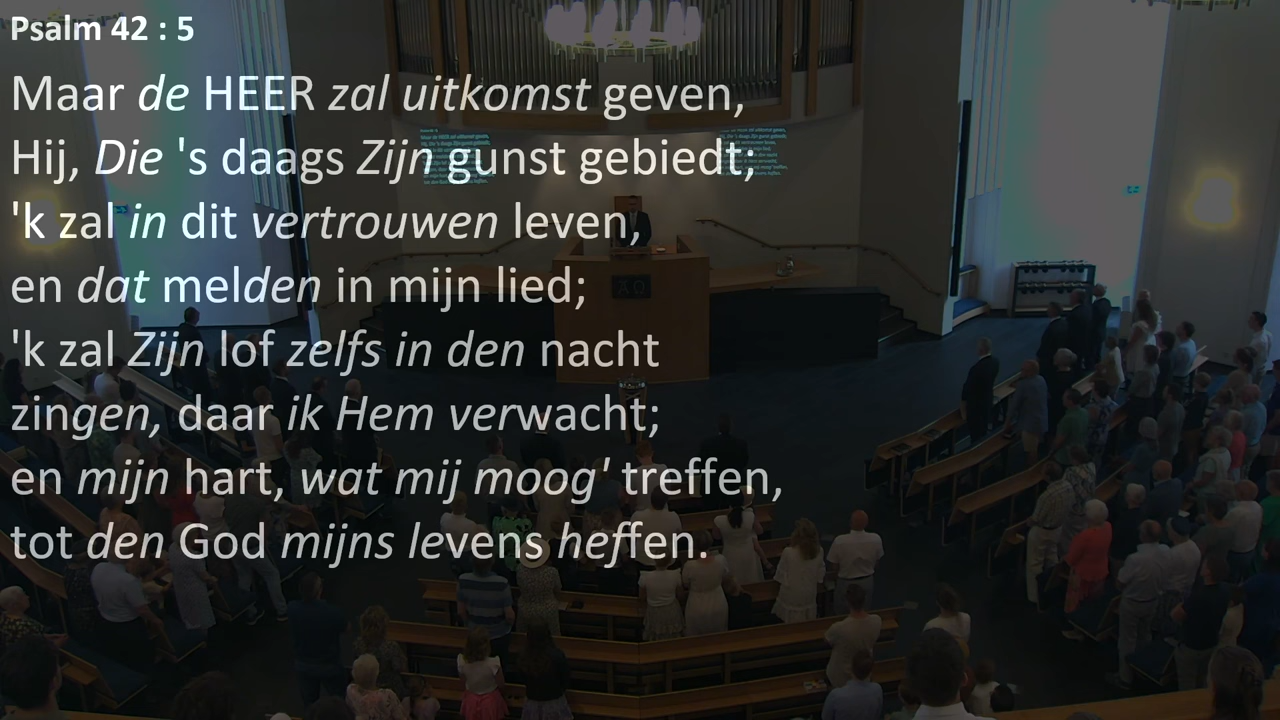 Psalm 42 : 5
Maar de HEER zal uitkomst geven,
Hij, Die 's daags Zijn gunst gebiedt;
'k zal in dit vertrouwen leven,
en dat melden in mijn lied;
'k zal Zijn lof zelfs in den nacht
zingen, daar ik Hem verwacht;
en mijn hart, wat mij moog' treffen,
tot den God mijns levens heffen.